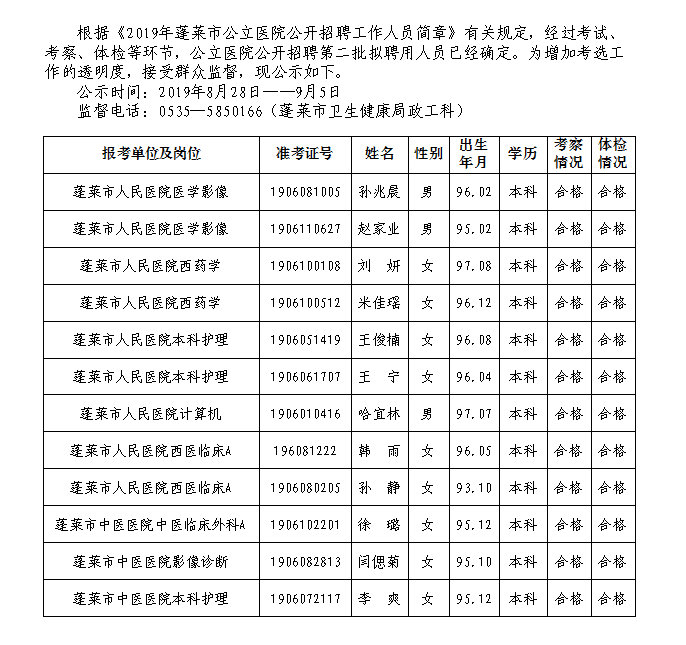 根据《2019年蓬莱市公立医院公开招聘工作人员简章》有关规定，经过考试、
考察、体检等环节，公立医院公开招聘第二批拟聘用人员已经确定。为增加考选工
作的透明度，接受群众监督，现公示如下。
公示时间：2019年8月28日——9月5日
监督电话：0535—5850166（蓬莱市卫生健康局政工科）
报考单位及岗位 准考证号 姓名 性别 出生年月 学历 考察情况 体检情况
蓬莱市人民医院医学影像 1906081005 孙兆晨 男 96.02 本科 合格 合格
蓬莱市人民医院医学影像 1906110627 赵家业 男 95.02 本科 合格 合格
蓬莱市人民医院西药学 1906100108 刘 妍 女 97.08 本科 合格 合格
蓬莱市人民医院西药学 1906100512 米佳瑶 女 96.12 本科 合格 合格
蓬莱市人民医院本科护理 1906051419 王俊楠 女 96.08 本科 合格 合格
蓬莱市人民医院本科护理 1906061707 王 宁 女 96.04 本科 合格 合格
蓬莱市人民医院计算机 1906010416 哈宜林 男 97.07 本科 合格 合格
蓬莱市人民医院西医临床A 196081222 韩 雨 女 96.05 本科 合格 合格
蓬莱市人民医院西医临床A 1906080205 孙 静 女 93.10 本科 合格 合格
蓬莱市中医医院中医临床外科A 1906102201 徐 璐 女 95.12 本科 合格 合格
蓬莱市中医医院影像诊断 1906082813 闫偲菊 女 95.10 本科 合格 合格
蓬莱市中医医院本科护理 1906072117 李 爽 女 95.12 本科 合格 合格